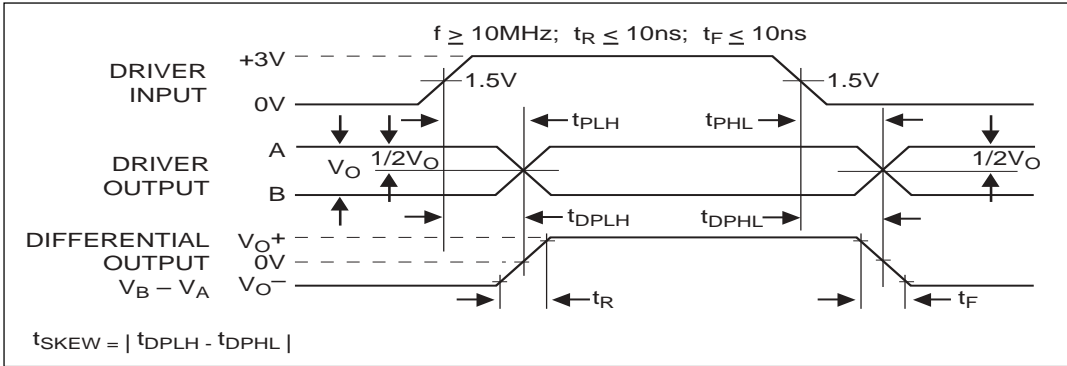 f ≥ 10MHz; tR ≤ 10ns; tF ≤ 10ns
+3V
DRIVER
INPUT
1.5V
1.5V
0V
tPLH
tPHL
A
DRIVER
OUTPUT
VO
1/2VO
1/2VO
B
tDPLH
tDPHL
DIFFERENTIAL
OUTPUT
VB – VA
VO+
0V
VO–
tR
tF
tSKEW = | tDPLH - tDPHL |